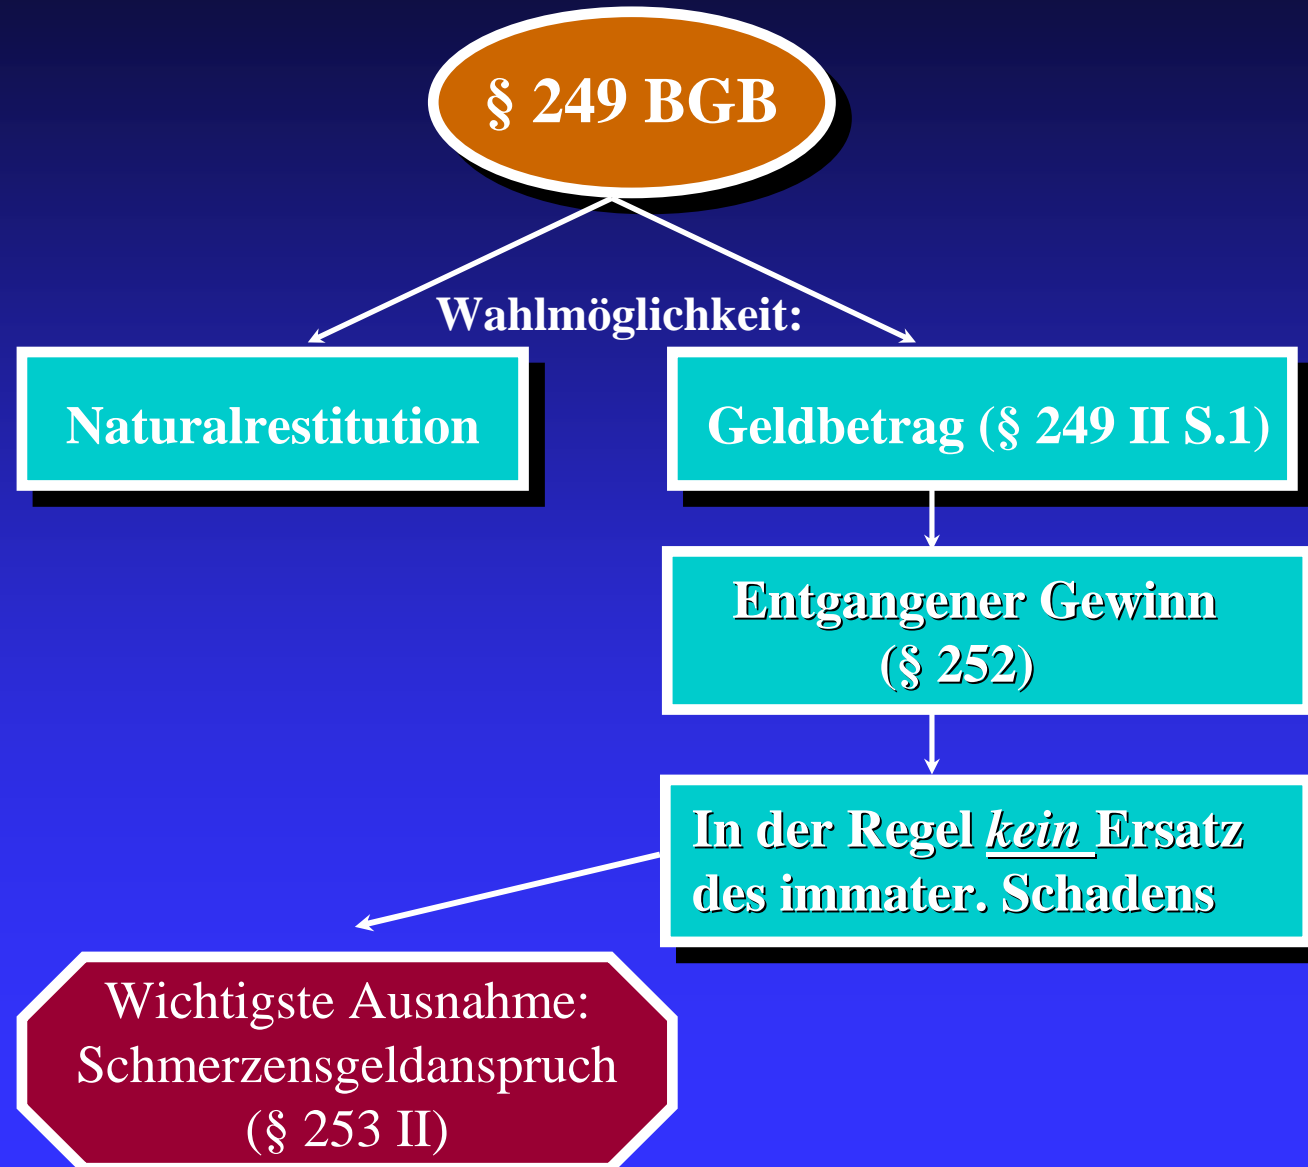 § 249 BGB
Wahlmöglichkeit:
Naturalrestitution
Geldbetrag (§ 249 II S.1)
Entgangener Gewinn
(§ 252)
In der Regel kein Ersatz
des immater. Schadens
Wichtigste Ausnahme:
Schmerzensgeldanspruch
(§ 253 II)